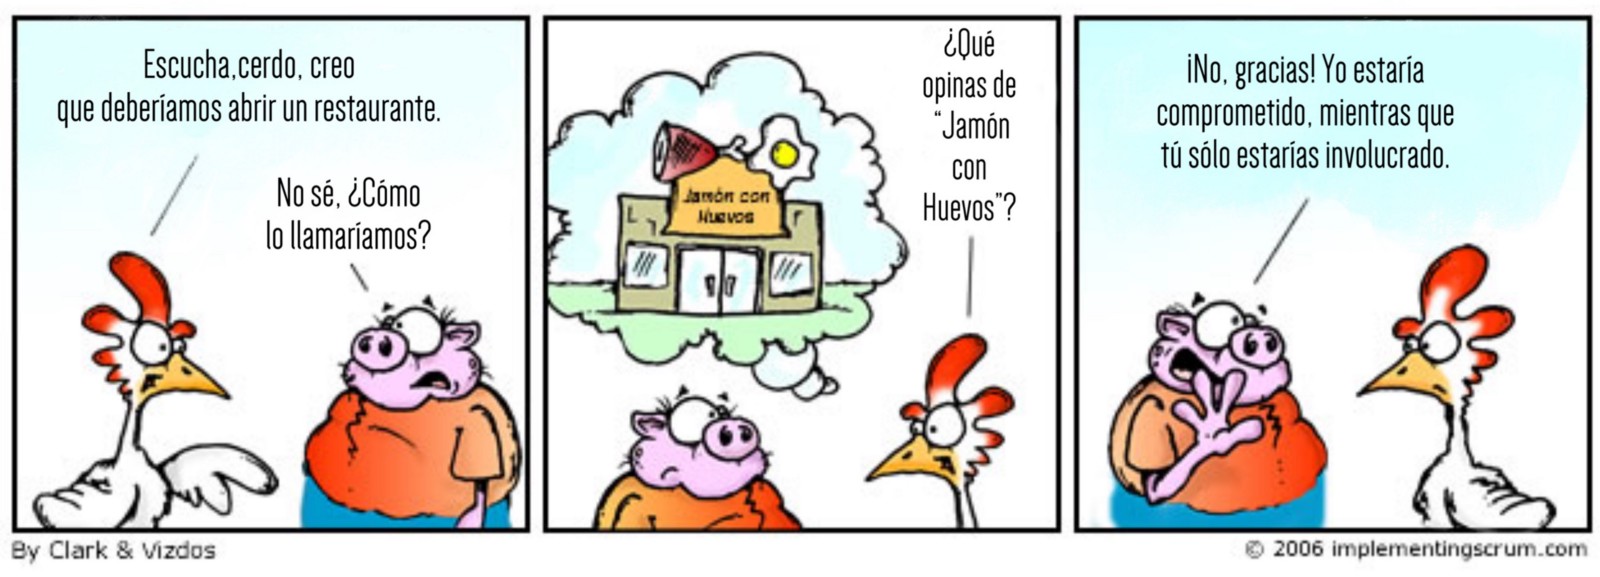 Escucha,cerdo, creo
que deberíamos abrir un restaurante.
No sé, ¿Cómo
lo llamaríamos?
¿Qué
opinas de
“Jamón
con
Huevos”?
Jamón con
Huevos
¡No, gracias! Yo estaría
comprometido, mientras que
tú sólo estarías involucrado.
By Clark & Vizdos
© 2006 implementingscrum.com